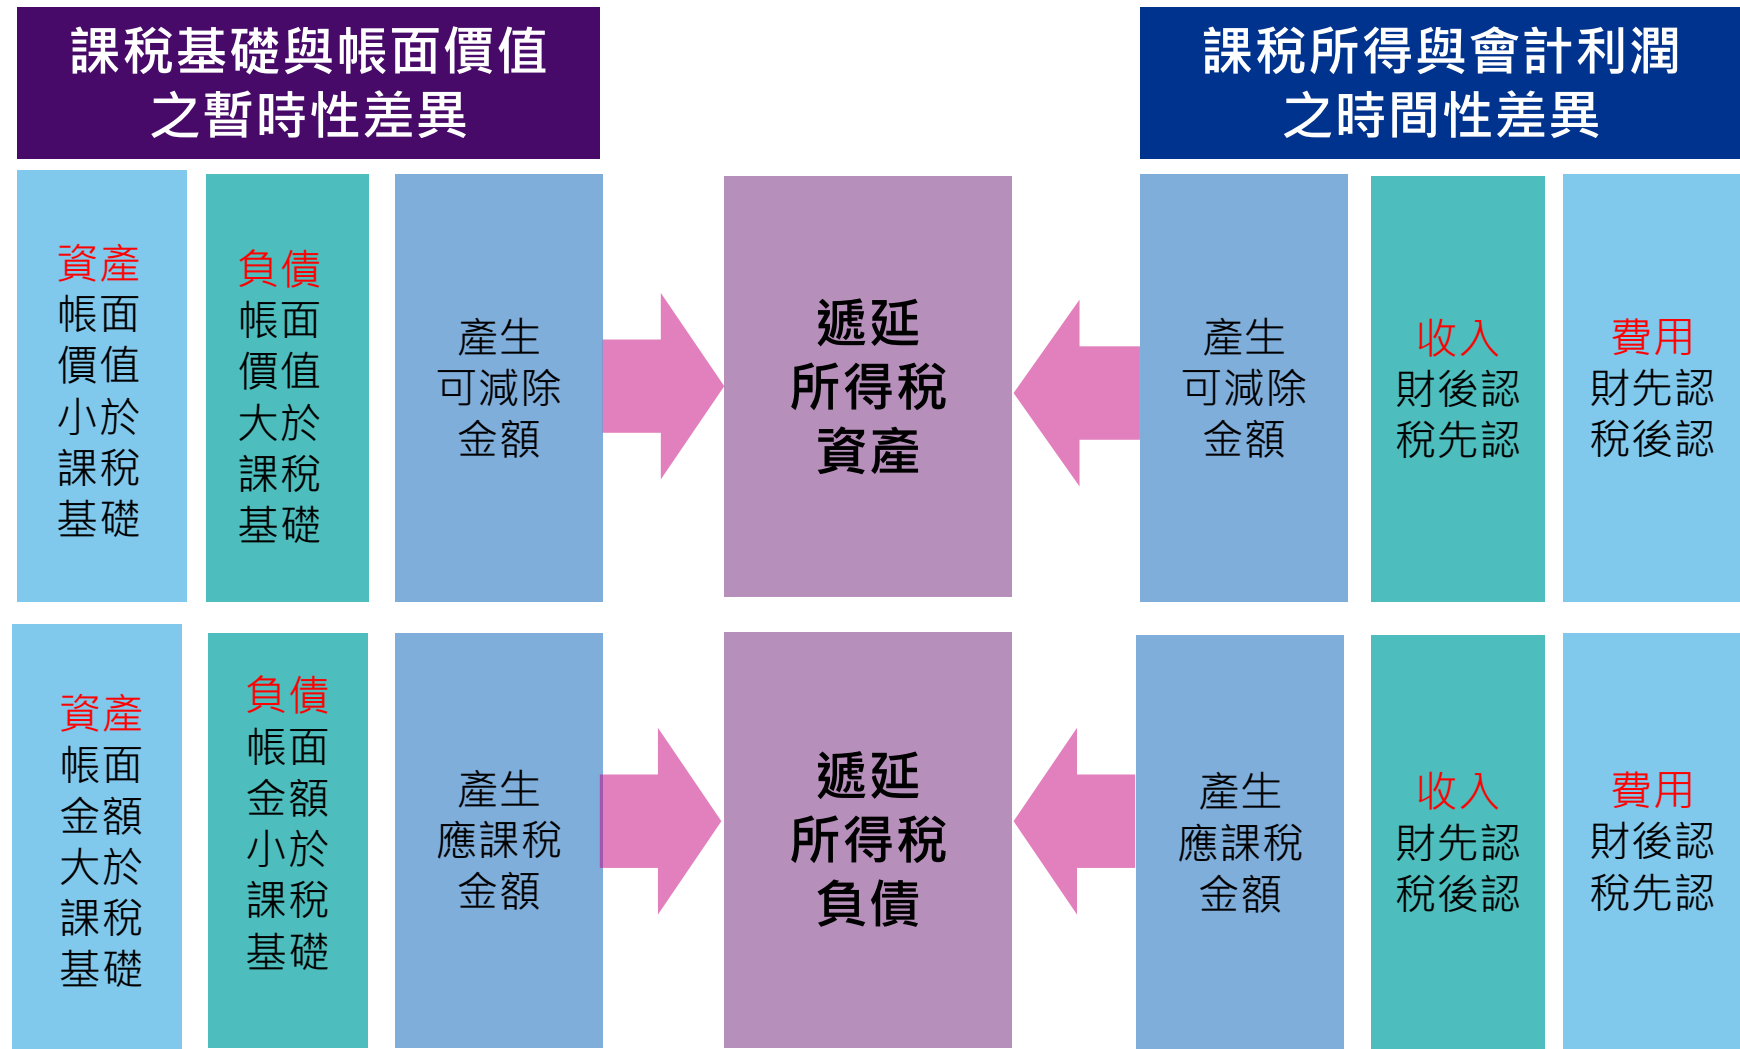 課稅基礎與帳面價值
之暫時性差異
課稅所得與會計利潤
之時間性差異
資產
帳面
價值
小於
課稅
基礎
負債
帳面
價值
大於
課稅
基礎
產生
可減除
金額
遞延
所得稅
資產
產生
可減除
金額
收入
財後認
稅先認
費用
財先認
稅後認
資產
帳面
金額
大於
課稅
基礎
負債
帳面
金額
小於
課稅
基礎
產生
應課稅
金額
遞延
所得稅
負債
產生
應課稅
金額
收入
財先認
稅後認
費用
財後認
稅先認